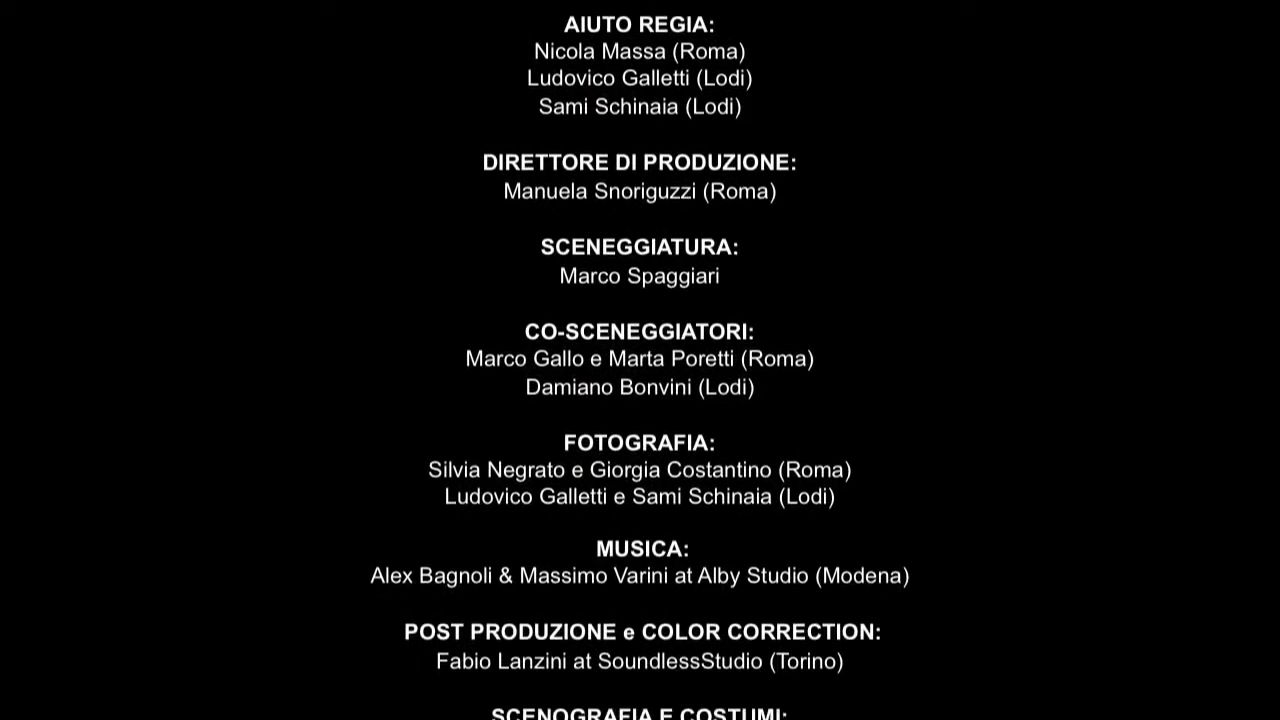 AIUTO REGIA:
Nicola Massa (Roma)
Ludovico Galletti (Lodi)
Sami Schinaia (Lodi)
DIRETTORE DI PRODUZIONE:
Manuela Snoriguzzi (Roma)
SCENEGGIATURA:
Marco Spaggiari
CO-SCENEGGIATORI:
Marco Gallo e Marta Poretti (Roma)
Damiano Bonvini (Lodi)
FOTOGRAFIA:
Silvia Negrato e Giorgia Costantino (Roma)
Ludovico Galletti e Sami Schinaia (Lodi)
MUSICA:
Alex Bagnoli & Massimo Varini at Alby Studio (Modena)
POST PRODUZIONE e COLOR CORRECTION:
Fabio Lanzini at SoundlessStudio (Torino)
SCENOGRAFIA E COSTUMI: